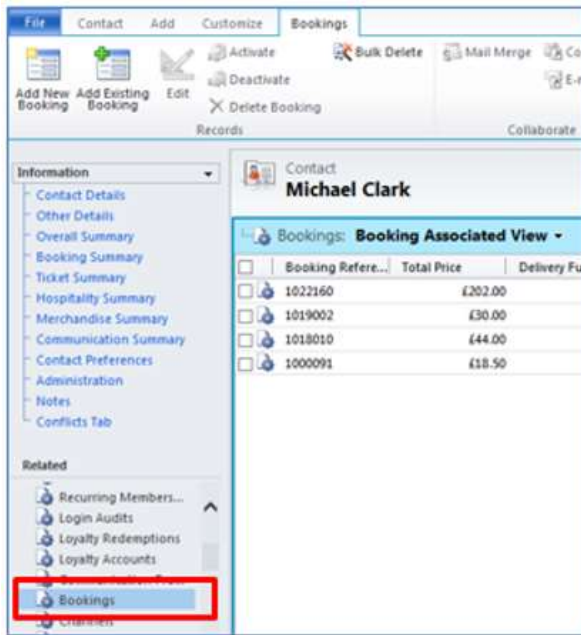 File Contact Add Customize Bookings
Activate Bulk Delete Mail Merge Co
Deactivate E-
Add New Booking Add Existing Booking Edit Delete Booking
Records Collaborate
Information
Contact Details
Other Details
Overall Summary
Booking Summary
Ticket Summary
Hospitality Summary
Merchandise Summary
Communication Summary
Contact Preferences
Administration
Notes
Conflicts Tab
Related
Recurring Members...
Login Audits
Loyalty Redemptions
Loyalty Accounts
Bookings
Channels
Contact
Michael Clark
Bookings: Booking Associated View
Booking Refere... Total Price Delivery Fu
1022160 £202.00
1019002 £30.00
1018010 £44.00
1000091 £18.50